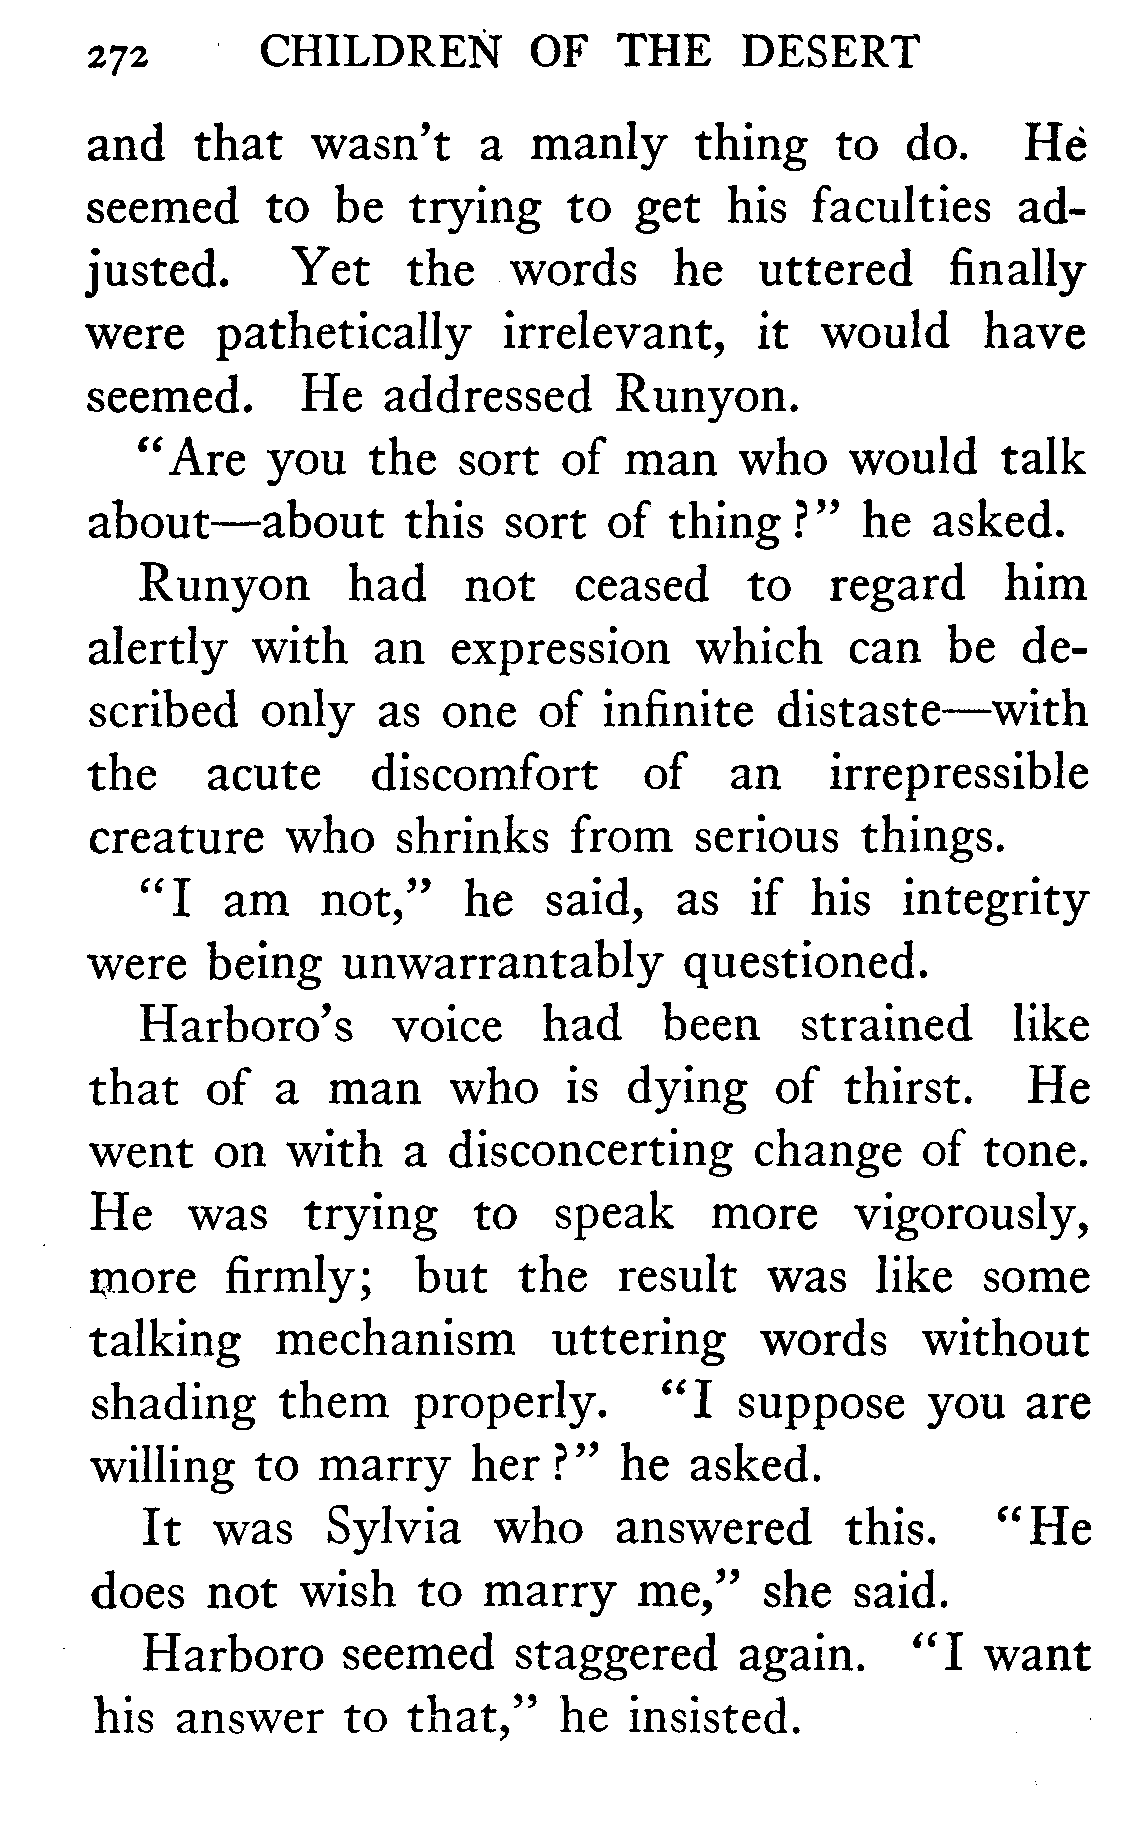 272 CHILDREN OF THE DESERT
and that wasn't a manly thing to do. He
seemed to be trying to get his faculties ad-
justed. Yet the words he uttered finally
were pathetically irrelevant, it would have
seemed. He addressed Runyon.
"Are you the sort of man who would talk
about—about this sort of thing?" he asked.
Runyon had not ceased to regard him
alertly with an expression which can be de-
scribed only as one of infinite distaste—with
the acute discomfort of an irrepressible
creature who shrinks from serious things.
"I am not," he said, as if his integrity
were being unwarrantably questioned.
Harboro's voice had been strained like
that of a man who is dying of thirst. He
went on with a disconcerting change of tone.
He was trying to speak more vigorously,
more firmly; but the result was like some
talking mechanism uttering words without
shading them properly. "I suppose you are
willing to marry her?" he asked.
It was Sylvia who answered this. "He
does not wish to marry me," she said.
Harboro seemed staggered again. "I want
his answer to that," he insisted.